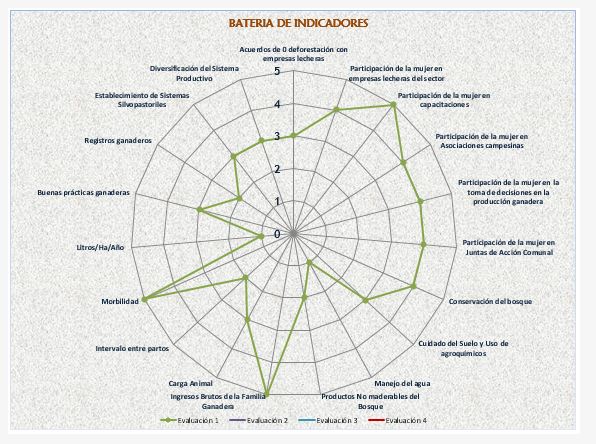 BATERIA DE INDICADORES
Acuerdos de 0 deforestación con
empresas lecheras
Participación de la mujer en
empresas lecheras del sector
Participación de la mujer en
capacitaciones
Participación de la mujer en
Asociaciones campesinas
Participación de la mujer en la
toma de decisiones en la
producción ganadera
Participación de la mujer en
Juntas de Acción Comunal
Conservación del bosque
Cuidado del Suelo y Uso de
agroquimicos
Manejo del agua
Productos No maderables del
Bosque
Ingresos Brutos de la Familia
Ganadera
Carga Animal
Intervalo entre partos
Morbilidad
Litros/Ha/Año
Buenas prácticas ganaderas
Registros ganaderos
Establecimiento de Sistemas
Silvopastoriles
Diversificación del Sistema
Productivo
5
4
3
2
1
0
Evaluación 1
Evaluación 2
Evaluación 3
Evaluación 4